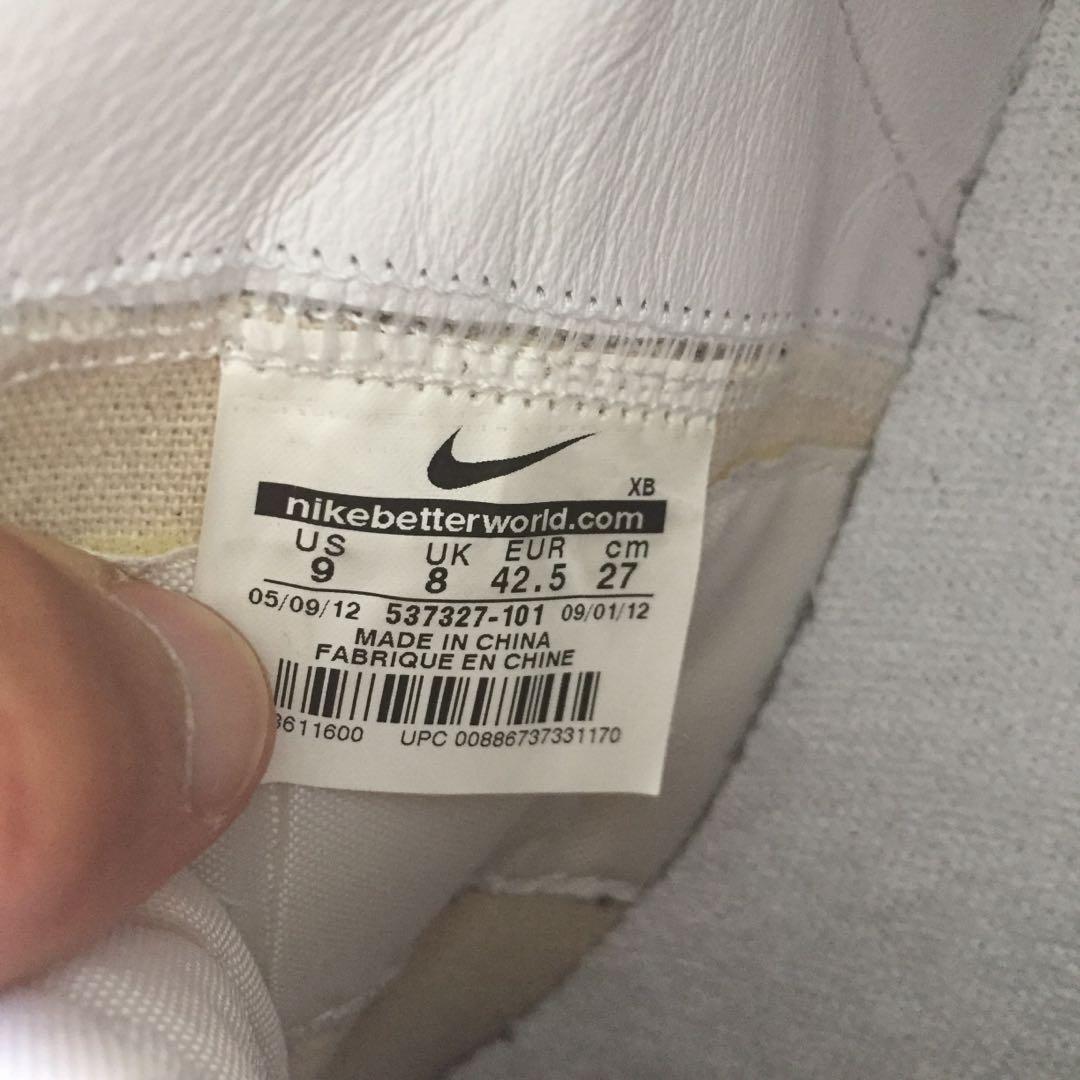 XB
nikebetterworld.com
US UK EUR cm
9 8 42.5 27
05/09/12 537327-101 09/01/12
MADE IN CHINA
FABRIQUE EN CHINE
3611600 UPC 00886737331170